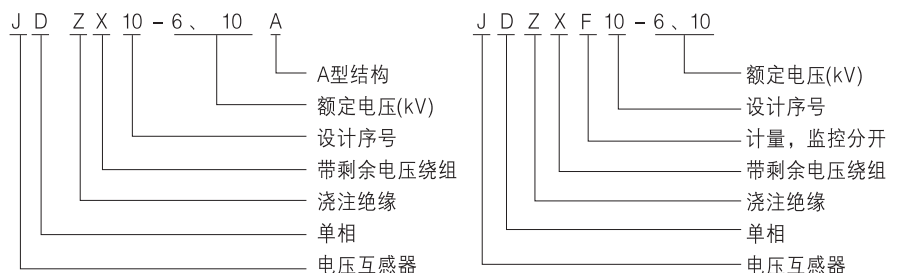 JD ZX10-6、10 A
A型结构
额定电压(kV)
设计序号
带剩余电压绕组
浇注绝缘
单相
电压互感器
JDZXF10-6、10
额定电压(kV)
设计序号
计量，监控分开
带剩余电压绕组
浇注绝缘
单相
电压互感器